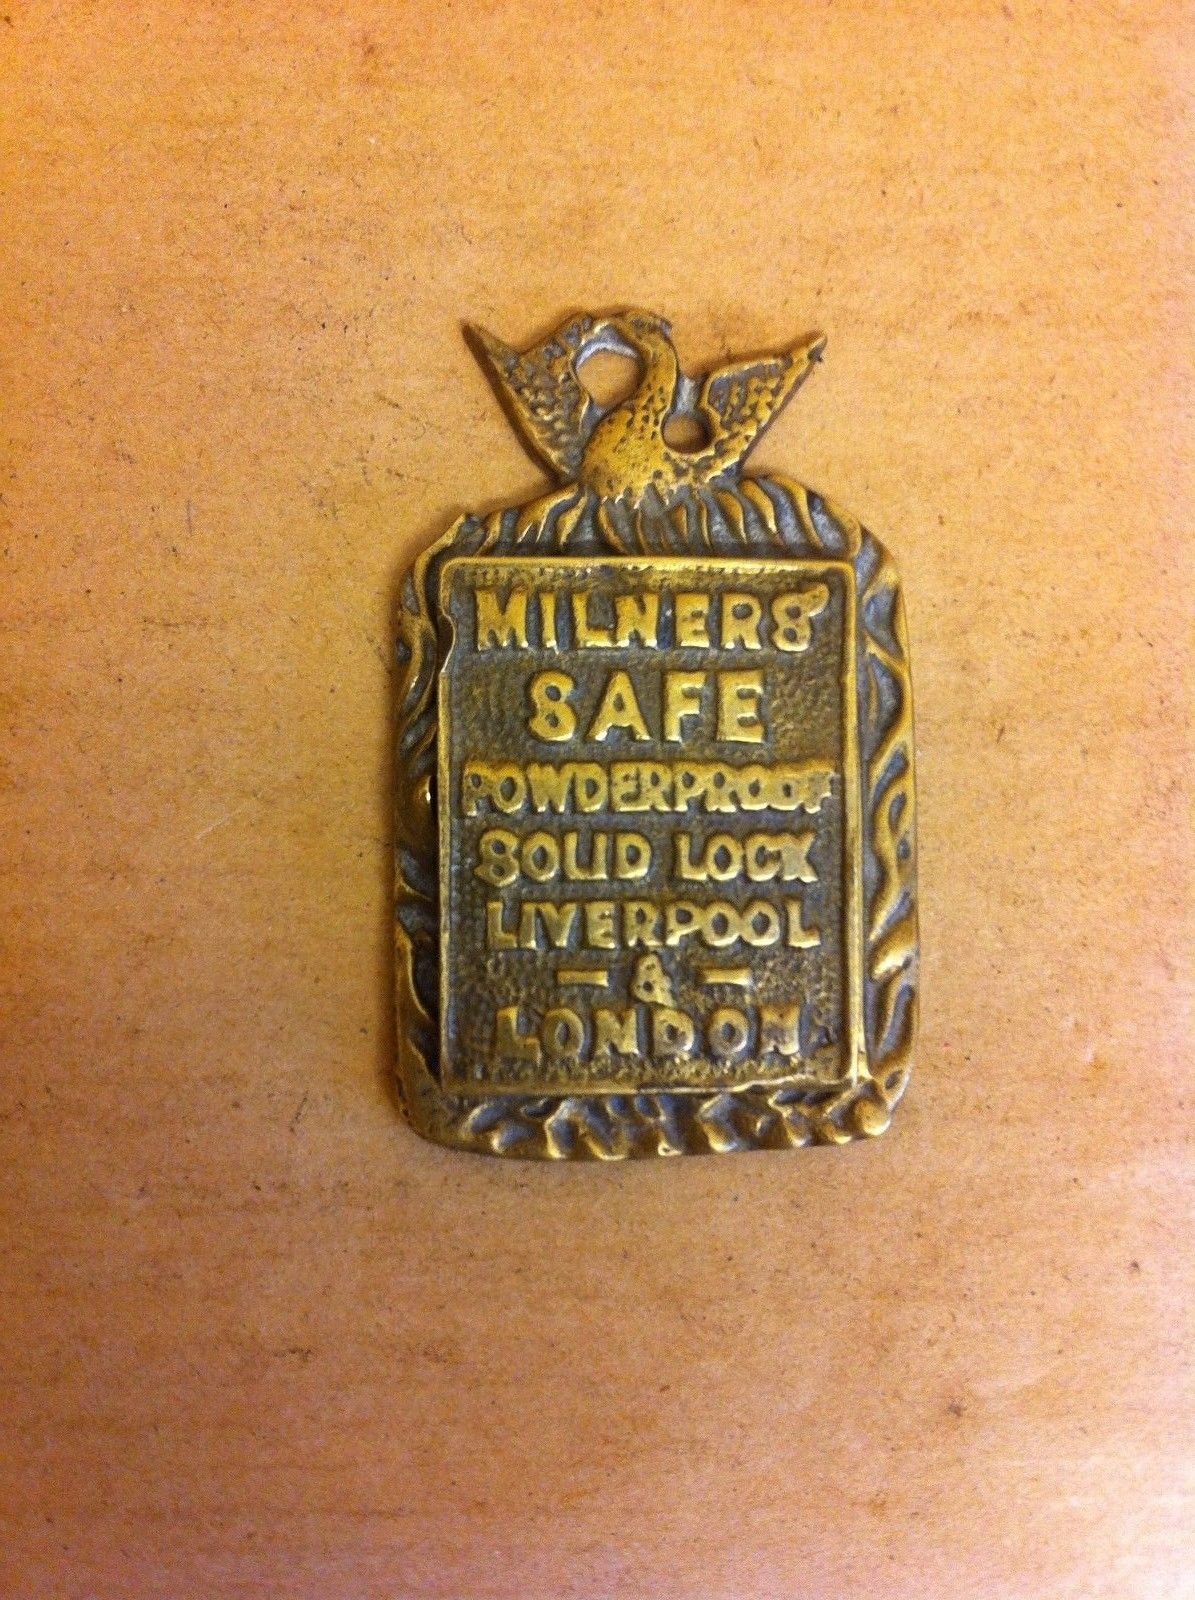 MILNERS'
SAFE
POWDERPROOF
SOLID LOCK
LIVERPOOL
- & -
LONDON